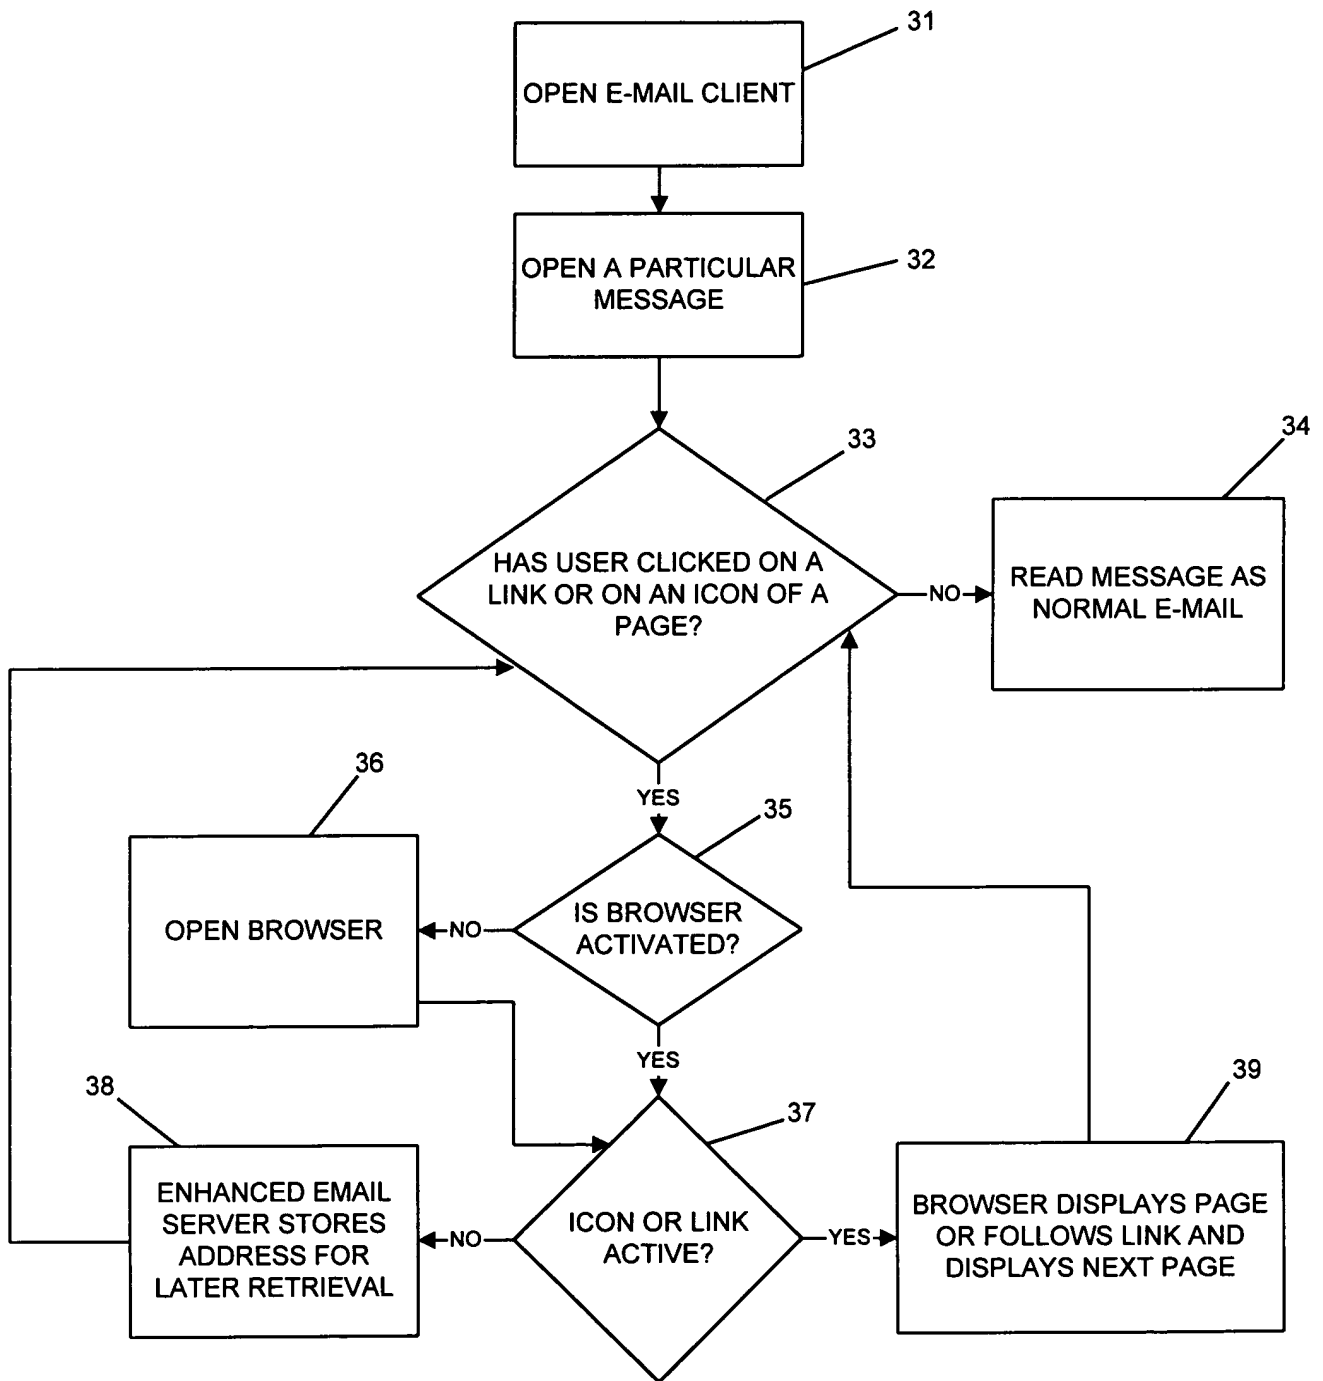 31
OPEN E-MAIL CLIENT
32
OPEN A PARTICULAR
MESSAGE
33
HAS USER CLICKED ON A
LINK OR ON AN ICON OF A
PAGE?
NO
34
READ MESSAGE AS
NORMAL E-MAIL
YES
35
IS BROWSER
ACTIVATED?
NO
36
OPEN BROWSER
YES
37
ICON OR LINK
ACTIVE?
NO
38
ENHANCED EMAIL
SERVER STORES
ADDRESS FOR
LATER RETRIEVAL
YES
39
BROWSER DISPLAYS PAGE
OR FOLLOWS LINK AND
DISPLAYS NEXT PAGE